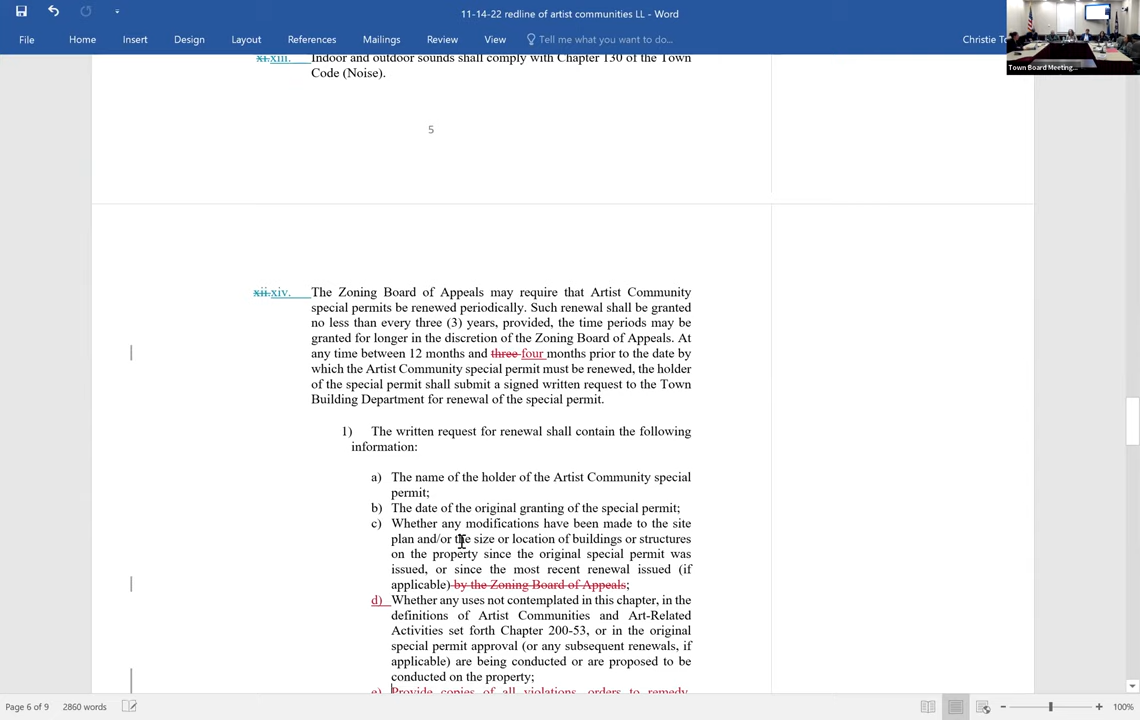 11-14-22 redline of artist communities LL - Word
File Home Insert Design Layout References Mailings Review View Tell me what you want to do... Christie To
Town Board Meeting...
xi.xiii. Indoor and outdoor sounds shall comply with Chapter 130 of the Town
Code (Noise).
5
xii.xiv. The Zoning Board of Appeals may require that Artist Community
special permits be renewed periodically. Such renewal shall be granted
no less than every three (3) years, provided, the time periods may be
granted for longer in the discretion of the Zoning Board of Appeals. At
any time between 12 months and three four months prior to the date by
which the Artist Community special permit must be renewed, the holder
of the special permit shall submit a signed written request to the Town
Building Department for renewal of the special permit.
1) The written request for renewal shall contain the following
information:
a) The name of the holder of the Artist Community special
permit;
b) The date of the original granting of the special permit;
c) Whether any modifications have been made to the site
plan and/or the size or location of buildings or structures
on the property since the original special permit was
issued, or since the most recent renewal issued (if
applicable) by the Zoning Board of Appeals;
d) Whether any uses not contemplated in this chapter, in the
definitions of Artist Communities and Art-Related
Activities set forth Chapter 200-53, or in the original
special permit approval (or any subsequent renewals, if
applicable) are being conducted or are proposed to be
conducted on the property;
e) Provide copies of all violations, orders to remedy,
Page 6 of 9 2860 words 100%